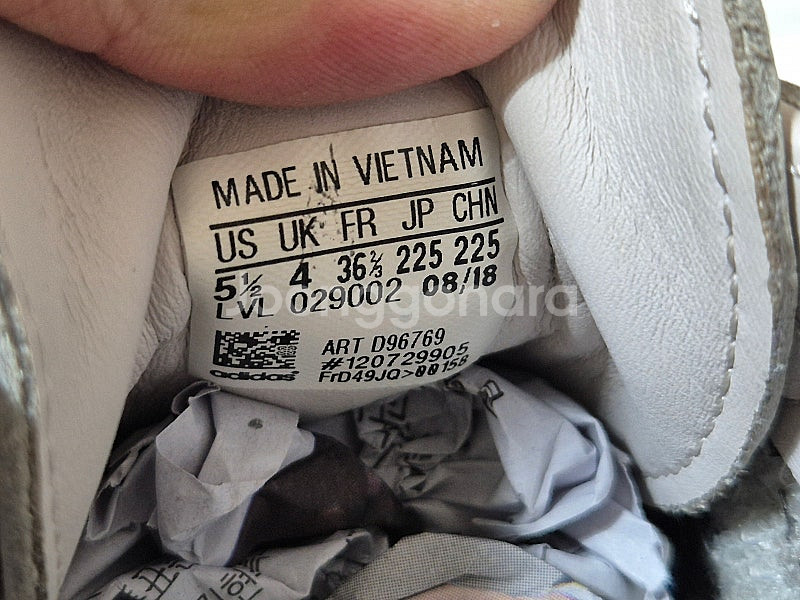 MADE IN VIETNAM
US UK FR JP CHN
5½ 4 36⅔ 225 225
LVL 029002 08/18
ART D96769
#120729905
FrD49JQ>00158
adidas
joonggonara